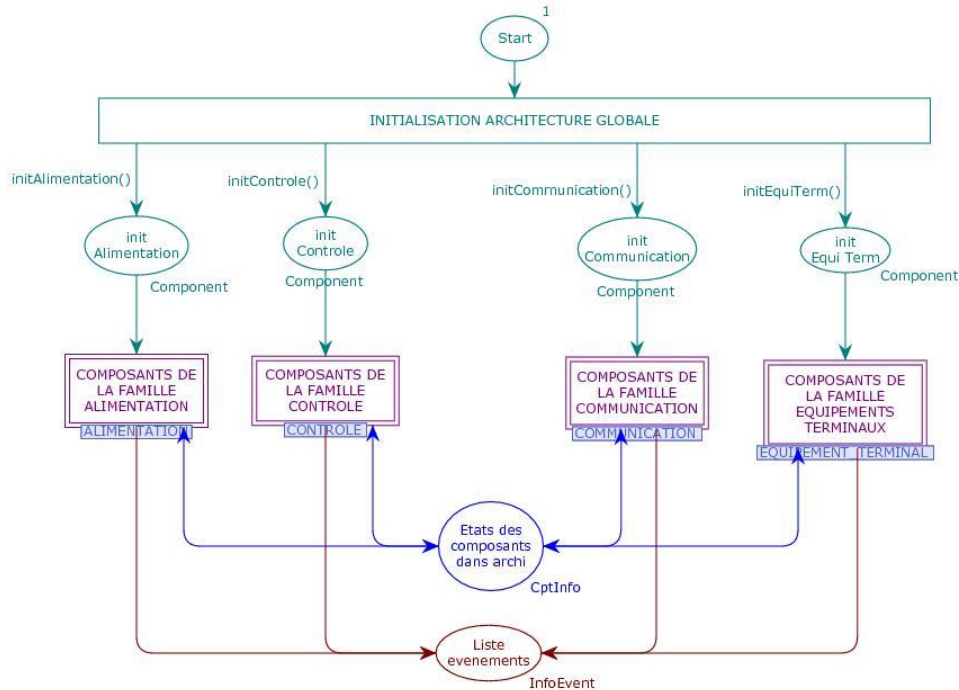 1
Start
INITIALISATION ARCHITECTURE GLOBALE
initAlimentation()
initControle()
initCommunication()
initEquiTerm()
init
Alimentation
Component
init
Controle
Component
init
Communication
Component
init
Equi Term
Component
COMPOSANTS DE
LA FAMILLE
ALIMENTATION
ALIMENTATION
COMPOSANTS DE
LA FAMILLE
CONTROLE
CONTROLE
COMPOSANTS DE
LA FAMILLE
COMMUNICATION
COMMUNICATION
COMPOSANTS DE
LA FAMILLE
EQUIPEMENTS
TERMINAUX
EQUIPEMENT_TERMINAL
Etats des
composants
dans archi
CptInfo
Liste
evenements
InfoEvent